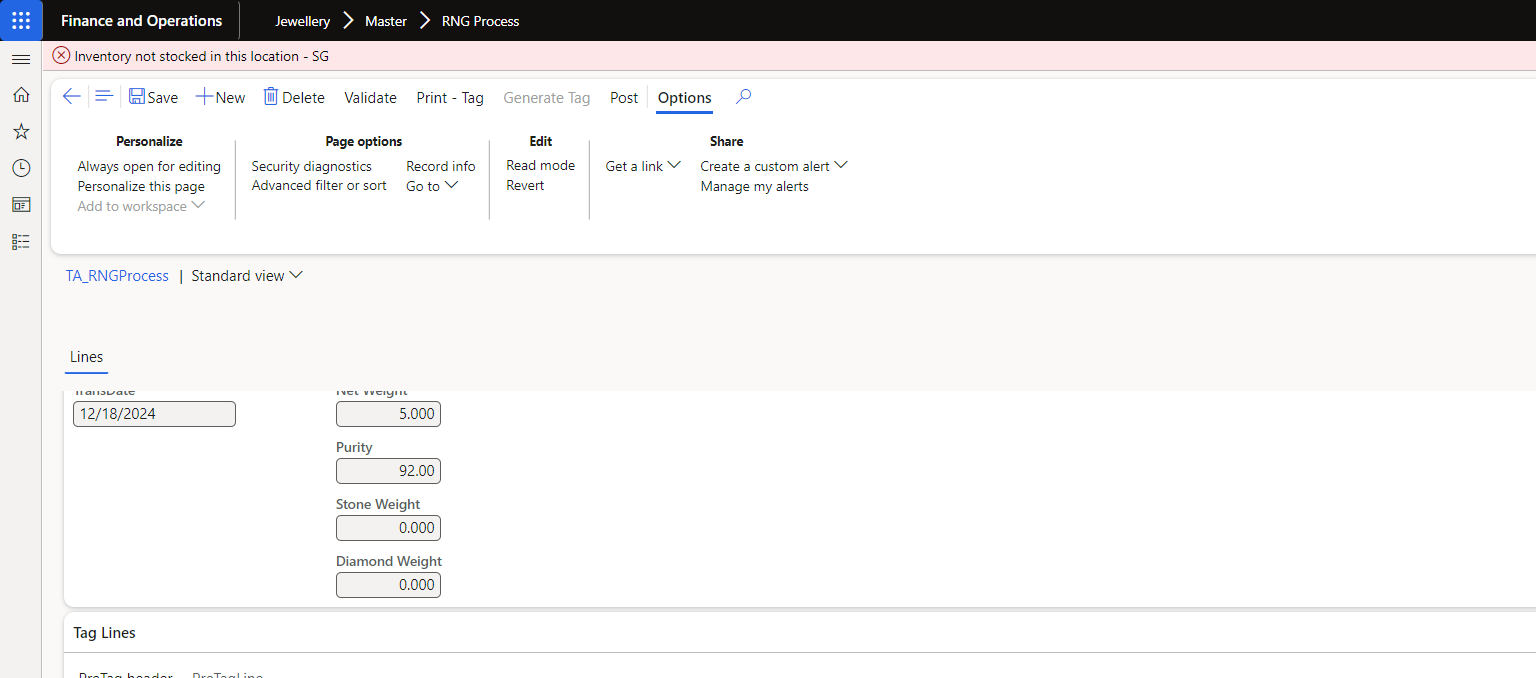 Finance and Operations Jewellery Master RNG Process
Inventory not stocked in this location - SG
Save New Delete Validate Print - Tag Generate Tag Post Options
Personalize Page options Edit Share
Always open for editing Security diagnostics Record info Read mode Get a link Create a custom alert
Personalize this page Advanced filter or sort Go to Revert Manage my alerts
Add to workspace
TA_RNGProcess | Standard view
Lines
TransDate Net Weight
12/18/2024 5.000
Purity
92.00
Stone Weight
0.000
Diamond Weight
0.000
Tag Lines
ProTag header ProTagLine